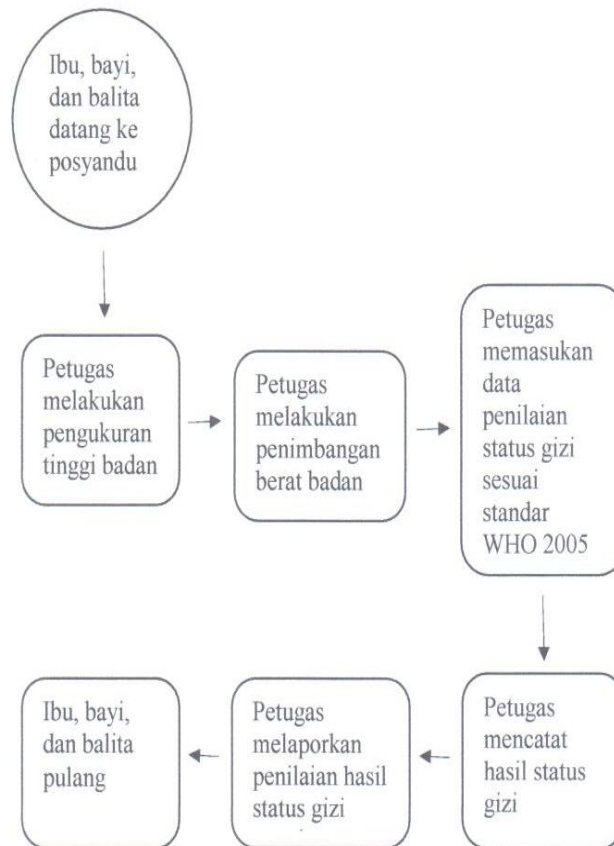 Ibu, bayi,
dan balita
datang ke
posyandu
Petugas
melakukan
pengukuran
tinggi badan
Petugas
melakukan
penimbangan
berat badan
Petugas
memasukan
data
penilaian
status gizi
sesuai
standar
WHO 2005
Petugas
mencatat
hasil status
gizi
Petugas
melaporkan
penilaian hasil
status gizi
Ibu, bayi,
dan balita
pulang